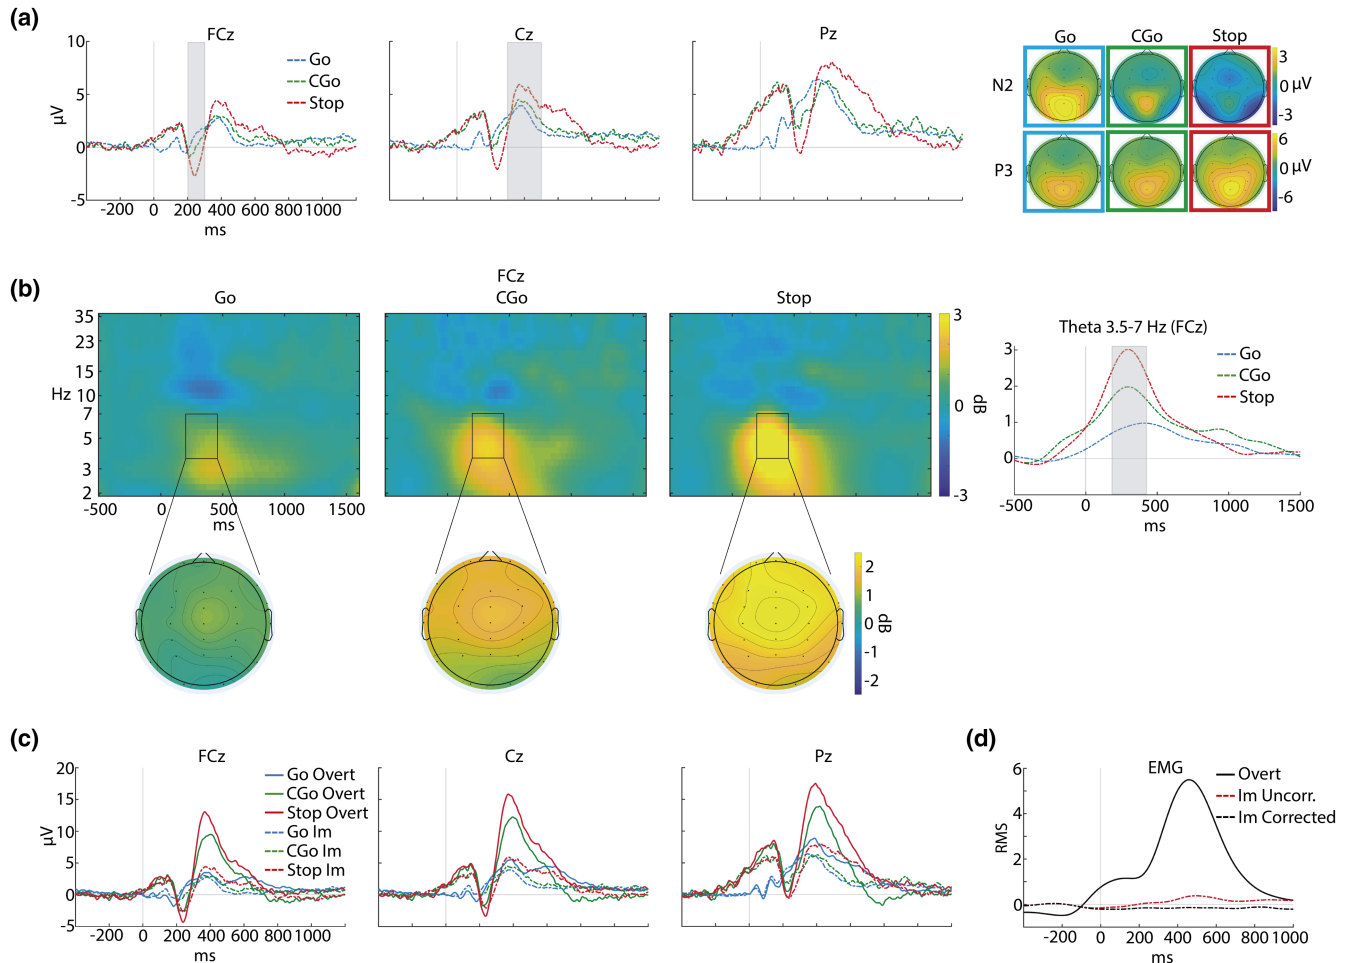 (a)
FCz
Cz
Pz
Go
CGo
Stop
10
5
0
-5
μV
Go
CGo
Stop
-200 0 200 400 600 800 1000
ms
N2
3
0 μV
-3
P3
6
0 μV
-6
(b)
FCz
Go
CGo
Stop
35
23
15
Hz 10
7
5
3
2
-500 0 500 1000 1500
ms
3
0
-3
dB
2
1
0
-1
-2
dB
Theta 3.5-7 Hz (FCz)
3
2
1
0
Go
CGo
Stop
-500 0 500 1000 1500
ms
(c)
FCz
Cz
Pz
20
15
10
5
0
-5
μV
Go Overt
CGo Overt
Stop Overt
Go Im
CGo Im
Stop Im
-200 0 200 400 600 800 1000
ms
(d)
EMG
6
4
2
0
RMS
Overt
Im Uncorr.
Im Corrected
-200 0 200 400 600 800 1000
ms